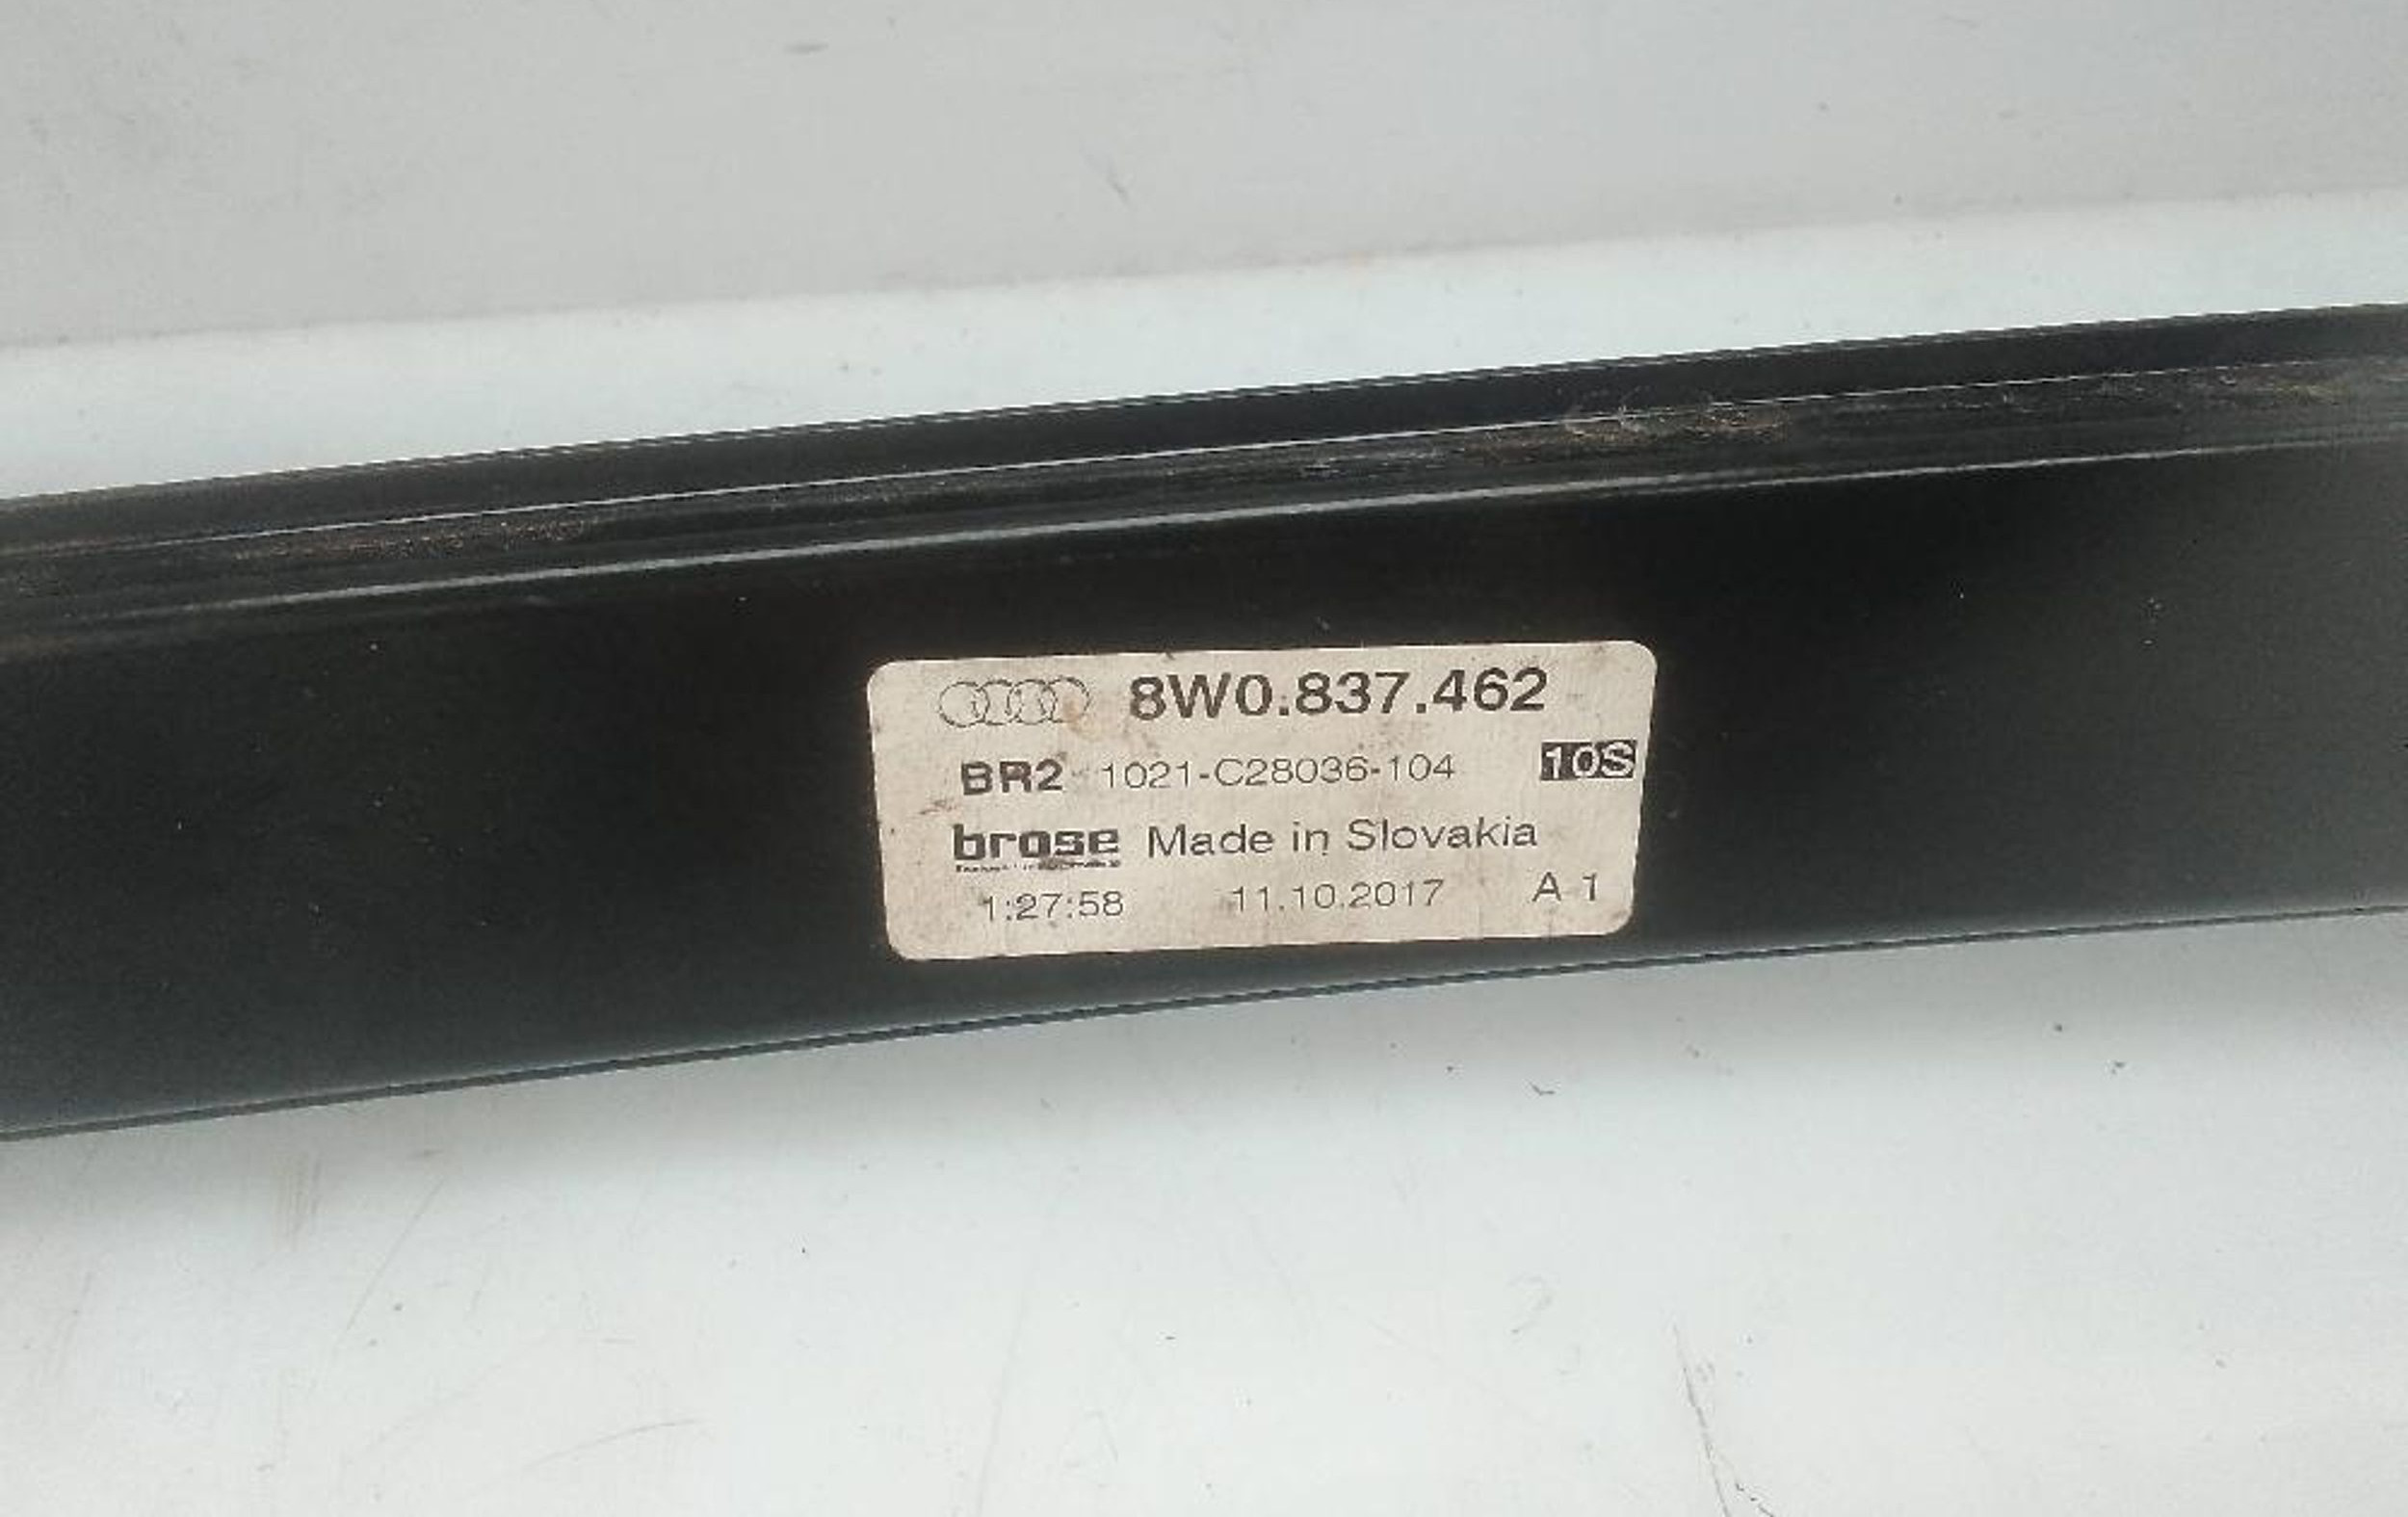 8W0.837.462
BR2 1021-C28036-104 10S
brose Made in Slovakia
1:27:58 11.10.2017 A 1